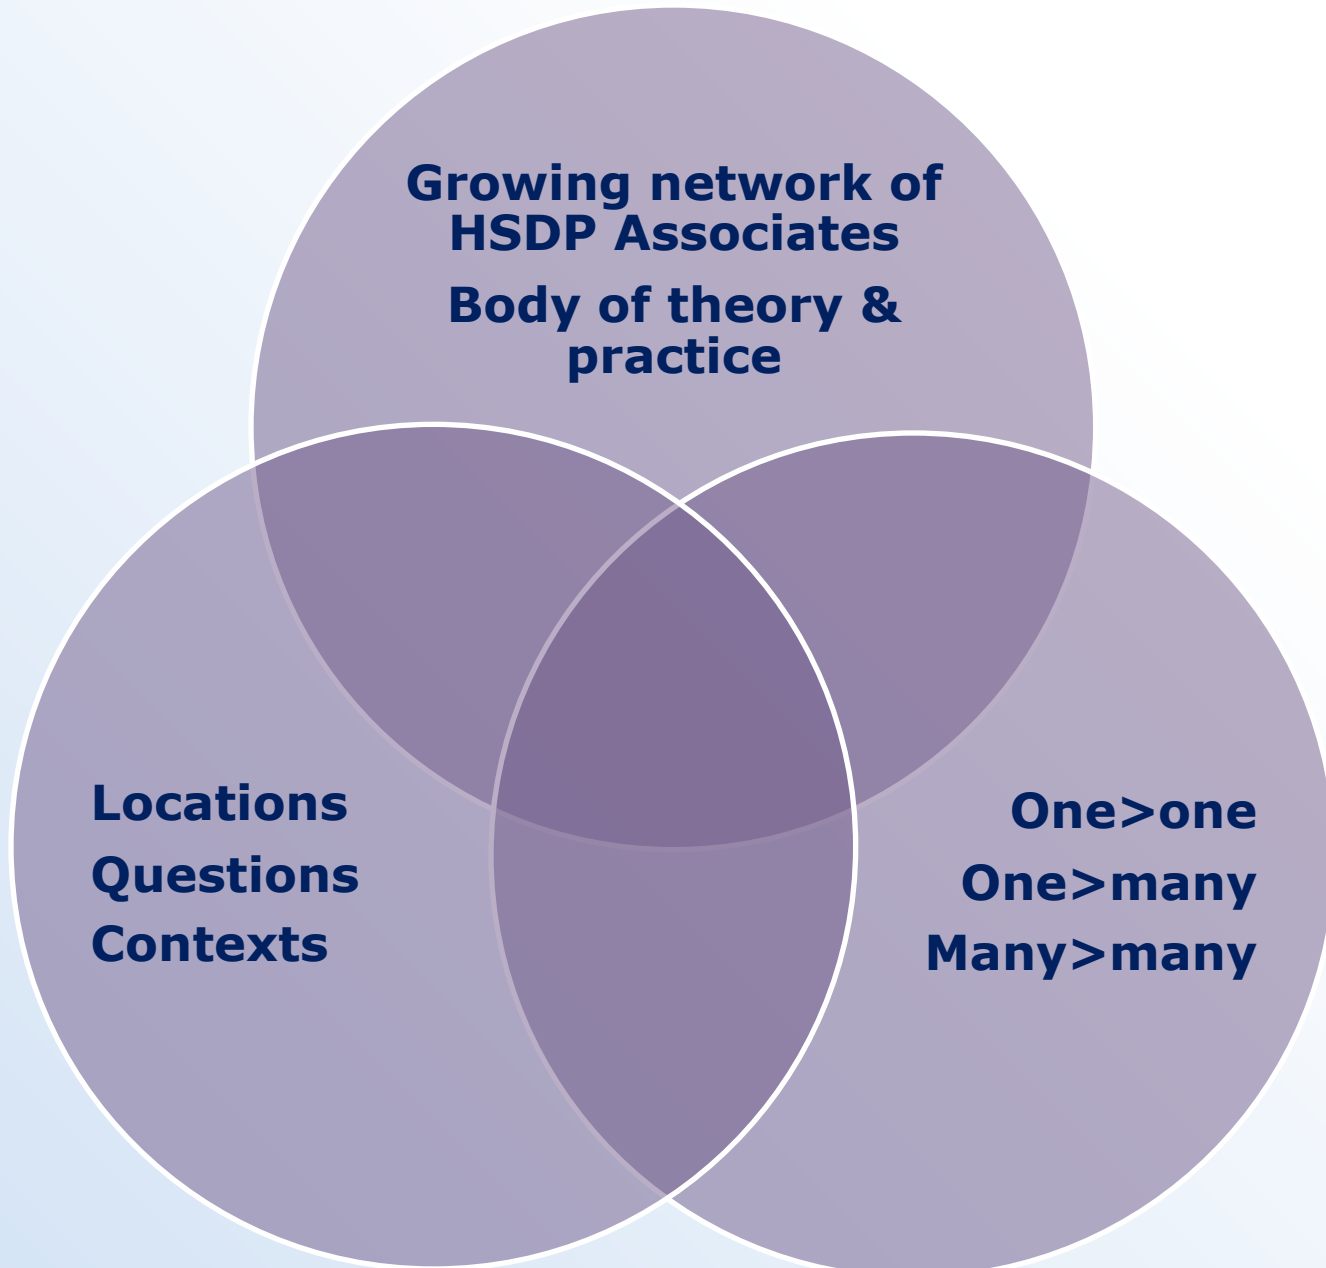 Growing network of
HSDP Associates
Body of theory &
practice
Locations
Questions
Contexts
One>one
One>many
Many>many